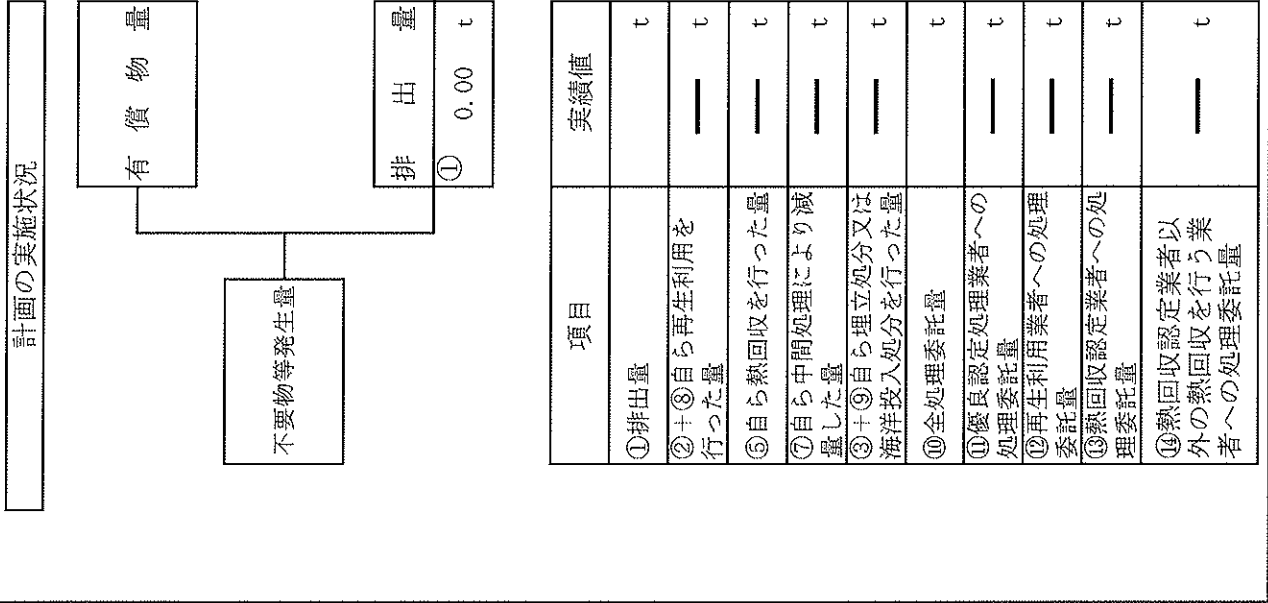 計画の実施状況
有償物量
不要物等発生量
排出量
① 0.00 t
項目 実績値
①排出量 t
②＋⑧自ら再生利用を
行った量 ― t
⑤自ら熱回収を行った量 ― t
⑦自ら中間処理により減
量した量 ― t
③＋⑨自ら埋立処分又は
海洋投入処分を行った量 ― t
⑩全処理委託量 t
⑪優良認定処理業者への
処理委託量 ― t
⑫再生利用業者への処理
委託量 ― t
⑬熱回収認定業者への処
理委託量 ― t
⑭熱回収認定業者以
外の熱回収を行う業
者への処理委託量 ― t